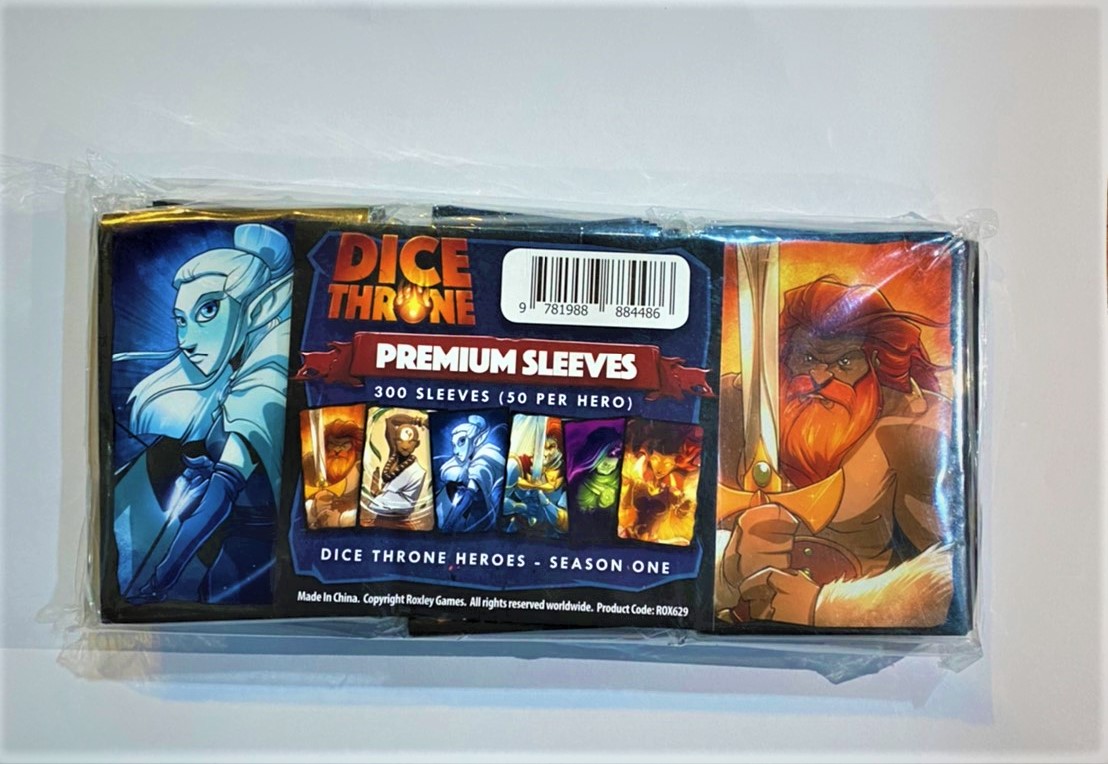 DICE
THRONE
9 781988 884486
PREMIUM SLEEVES
300 SLEEVES (50 PER HERO)
DICE THRONE HEROES - SEASON ONE
Made In China. Copyright Roxley Games. All rights reserved worldwide. Product Code: ROX629